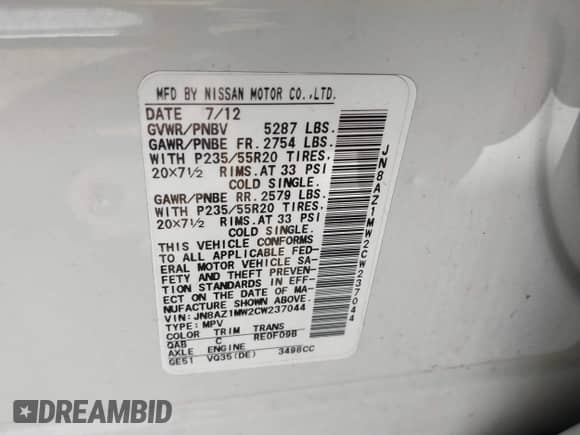 MFD BY NISSAN MOTOR CO.,LTD.
DATE 7/12
GVWR/PNBV 5287 LBS.
GAWR/PNBE FR. 2754 LBS.
WITH P235/55R20 TIRES.
20×7½ RIMS.AT 33 PSI
COLD SINGLE.
GAWR/PNBE RR. 2579 LBS.
WITH P235/55R20 TIRES.
20×7½ RIMS.AT 33 PSI
COLD SINGLE.
THIS VEHICLE CONFORMS
TO ALL APPLICABLE FED-
ERAL MOTOR VEHICLE SA-
FETY AND THEFT PREVEN-
TION STANDARDS IN EFF-
ECT ON THE DATE OF MA-
NUFACTURE SHOWN ABOVE.
VIN:JN8AZ1MW2CW237044
TYPE:MPV
COLOR TRIM TRANS
QAB C RE0F09B
AXLE ENGINE
GE51 VQ35(DE) 3498CC
JN8AZ1MW2CW237044
DREAMBID